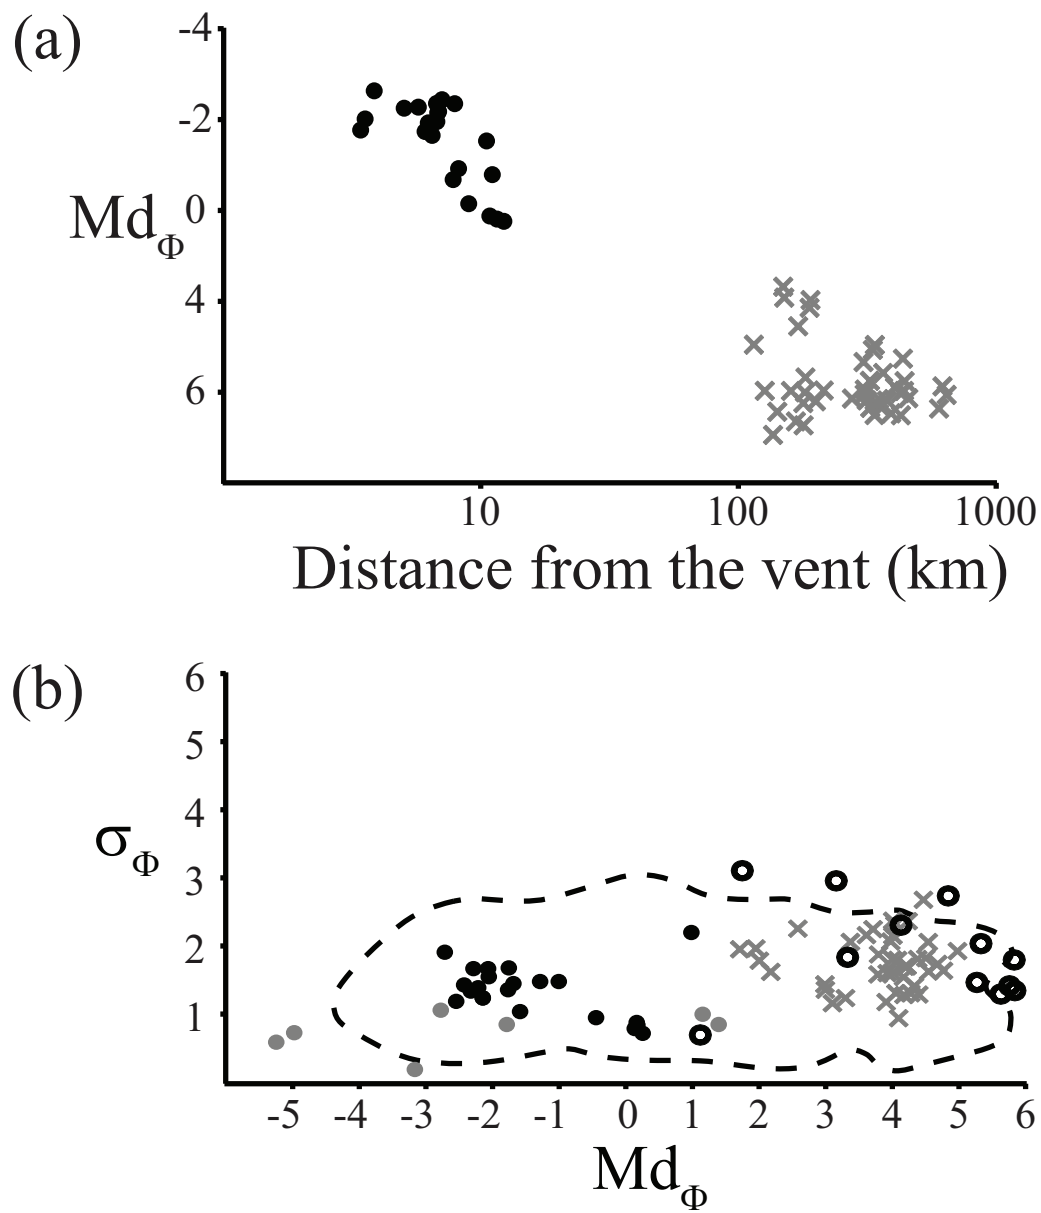 (a)
-4
-2
0
4
6
Md_Φ
10 100 1000
Distance from the vent (km)
(b)
6
5
4
3
2
1
σ_Φ
-5 -4 -3 -2 -1 0 1 2 3 4 5 6
Md_Φ